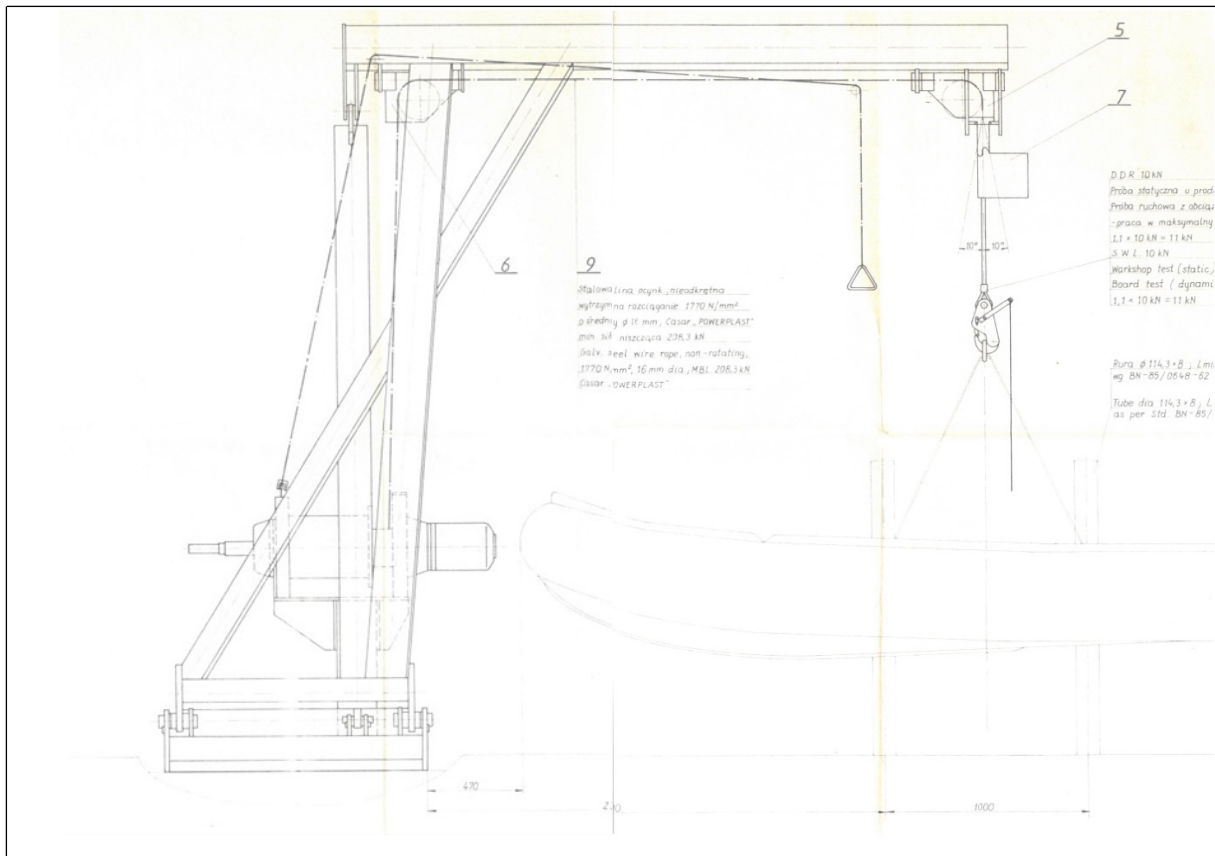 5
7
D.D.R. 10 kN
Próba statyczna u prod
Próba ruchowa z obciąż
-praca w maksymalny
1,1 × 10 kN = 11 kN
S.W.L. 10 kN
Workshop test (static,
Board test (dynami
1,1 × 10 kN = 11 kN
10°
10°
6
9
Stalowa lina ocynk., nieodkrętna
wytrzym na rozciąganie 1770 N/mm²
o średnicy ø 16 mm, Casar „POWERPLAST"
min. sił niszcząca 208,3 kN
Galv. steel wire rope, non-rotating,
1770 N/mm², 16 mm dia., MBL 208,3 kN
Casar „POWERPLAST"
Rura ø 114,3×8 ; Lmi
wg BN-85/0648-62
Tube dia 114,3×8 ; L
as per Std. BN-85/
470
1000